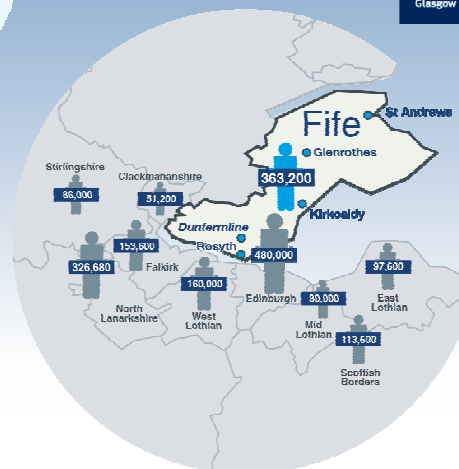 Glasgow
Fife
St Andrews
Glenrothes
363,200
Kirkcaldy
Dunfermline
Rosyth
Stirlingshire
86,000
Clackmananshire
51,200
326,680
153,600
Falkirk
North
Lanarkshire
160,000
West
Lothian
480,000
Edinburgh
80,000
Mid
Lothian
97,600
East
Lothian
113,600
Scottish
Borders